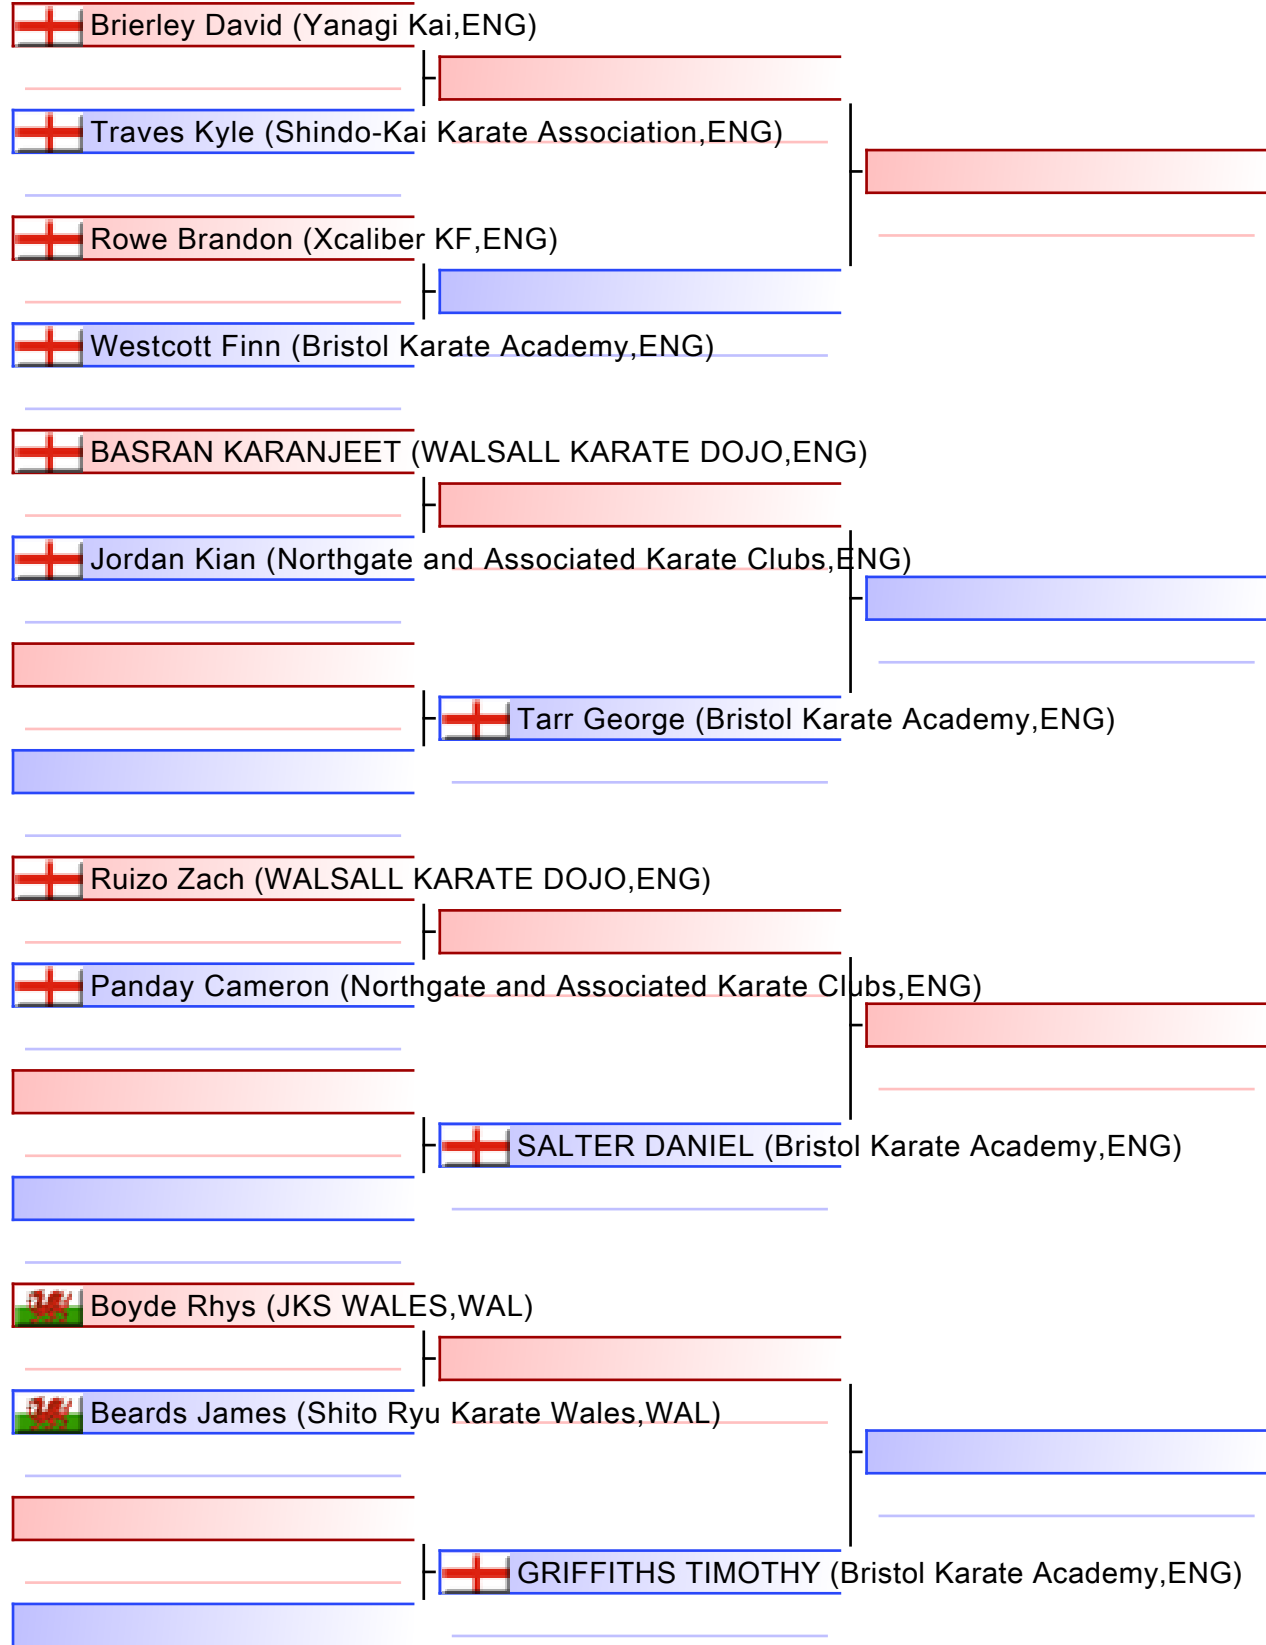 Brierley David (Yanagi Kai,ENG)
Traves Kyle (Shindo-Kai Karate Association,ENG)
Rowe Brandon (Xcaliber KF,ENG)
Westcott Finn (Bristol Karate Academy,ENG)
BASRAN KARANJEET (WALSALL KARATE DOJO,ENG)
Jordan Kian (Northgate and Associated Karate Clubs,ENG)
Tarr George (Bristol Karate Academy,ENG)
Ruizo Zach (WALSALL KARATE DOJO,ENG)
Panday Cameron (Northgate and Associated Karate Clubs,ENG)
SALTER DANIEL (Bristol Karate Academy,ENG)
Boyde Rhys (JKS WALES,WAL)
Beards James (Shito Ryu Karate Wales,WAL)
GRIFFITHS TIMOTHY (Bristol Karate Academy,ENG)